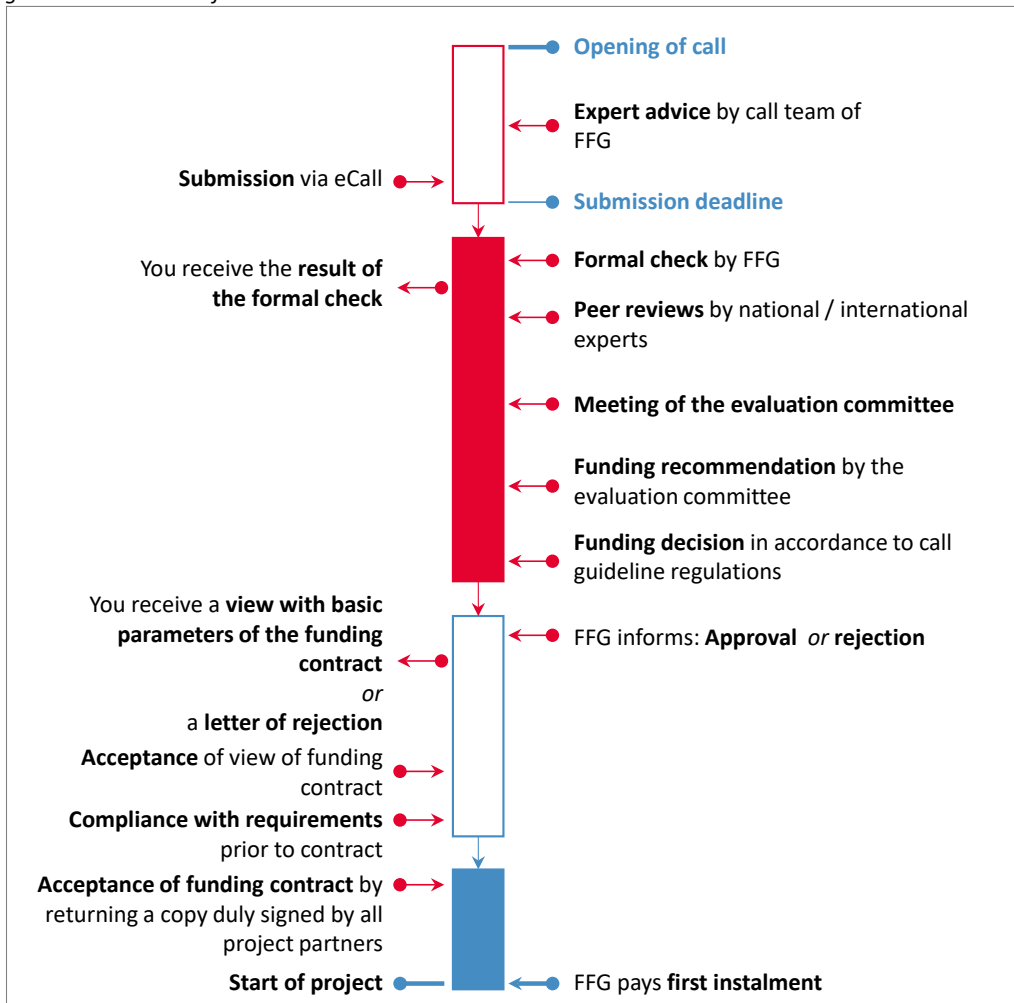 Opening of call
Expert advice by call team of
FFG
Submission via eCall
Submission deadline
Formal check by FFG
You receive the result of
the formal check
Peer reviews by national / international
experts
Meeting of the evaluation committee
Funding recommendation by the
evaluation committee
Funding decision in accordance to call
guideline regulations
You receive a view with basic
parameters of the funding
contract
or
a letter of rejection
FFG informs: Approval or rejection
Acceptance of view of funding
contract
Compliance with requirements
prior to contract
Acceptance of funding contract by
returning a copy duly signed by all
project partners
Start of project
FFG pays first instalment